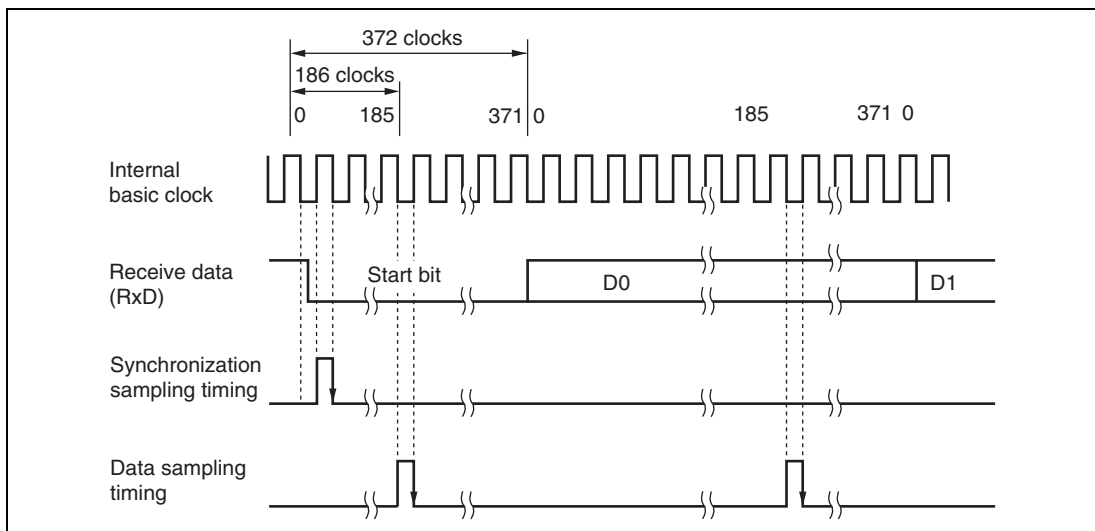 372 clocks
186 clocks
0 185 371 0 185 371 0
Internal
basic clock
Receive data
(RxD)
Start bit
D0
D1
Synchronization
sampling timing
Data sampling
timing